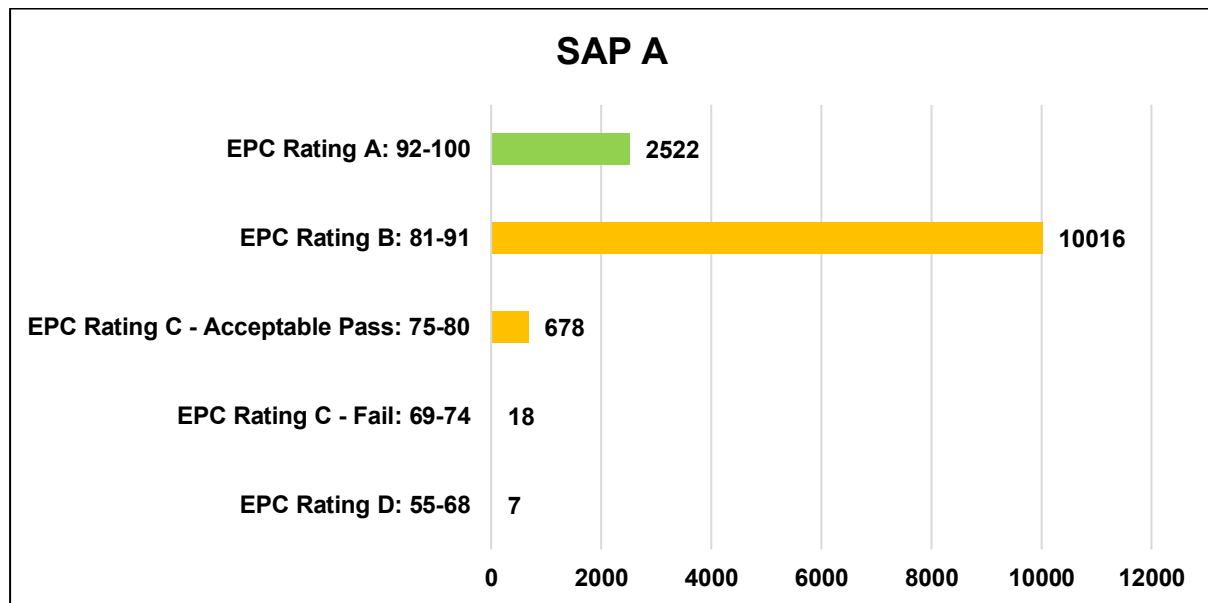 SAP A
EPC Rating A: 92-100 2522
EPC Rating B: 81-91 10016
EPC Rating C - Acceptable Pass: 75-80 678
EPC Rating C - Fail: 69-74 18
EPC Rating D: 55-68 7
0 2000 4000 6000 8000 10000 12000